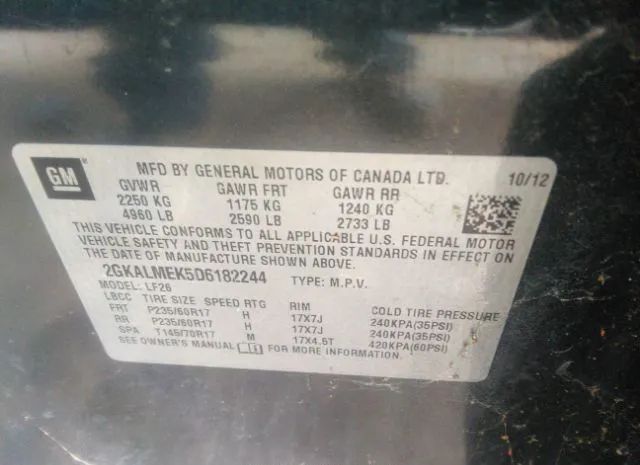 GM
MFD BY GENERAL MOTORS OF CANADA LTD. 10/12
GVWR GAWR FRT GAWR RR
2250 KG 1175 KG 1240 KG
4960 LB 2590 LB 2733 LB
THIS VEHICLE CONFORMS TO ALL APPLICABLE U.S. FEDERAL MOTOR
VEHICLE SAFETY AND THEFT PREVENTION STANDARDS IN EFFECT ON
THE DATE OF MANUFACTURE SHOWN ABOVE.
2GKALMEK5D6182244 TYPE: M.P.V.
MODEL: LF26
LBCC TIRE SIZE SPEED RTG RIM COLD TIRE PRESSURE
FRT P235/60R17 H 17X7J 240KPA(35PSI)
RR P235/60R17 H 17X7J 240KPA(35PSI)
SPA T145/70R17 M 17X4.5T 420KPA(60PSI)
SEE OWNER'S MANUAL FOR MORE INFORMATION.